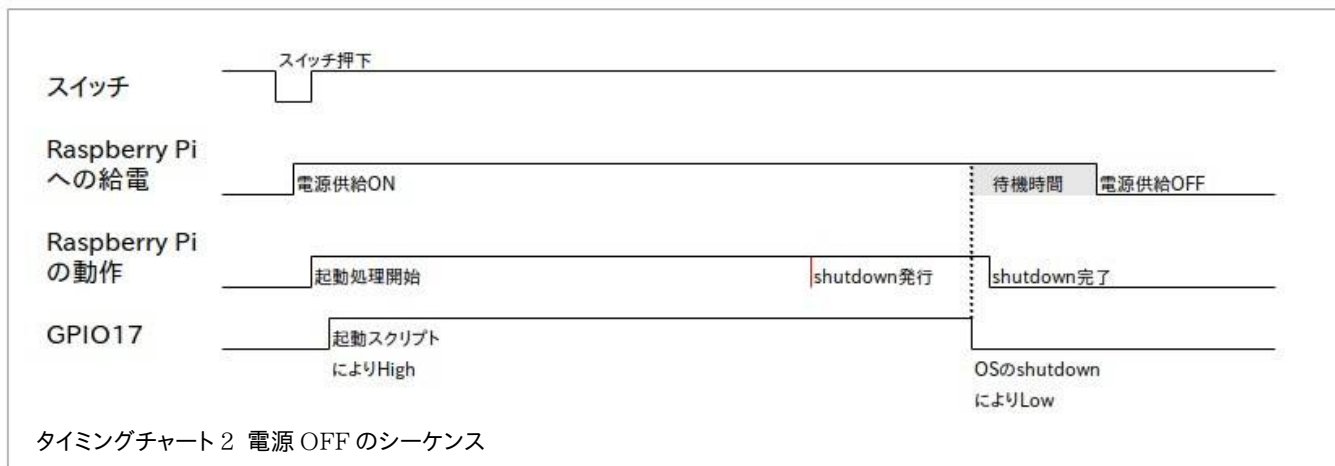 スイッチ押下
スイッチ
Raspberry Pi
への給電
電源供給ON
待機時間
電源供給OFF
Raspberry Pi
の動作
起動処理開始
shutdown発行
shutdown完了
GPIO17
起動スクリプト
によりHigh
OSのshutdown
によりLow
タイミングチャート 2 電源 OFF のシーケンス